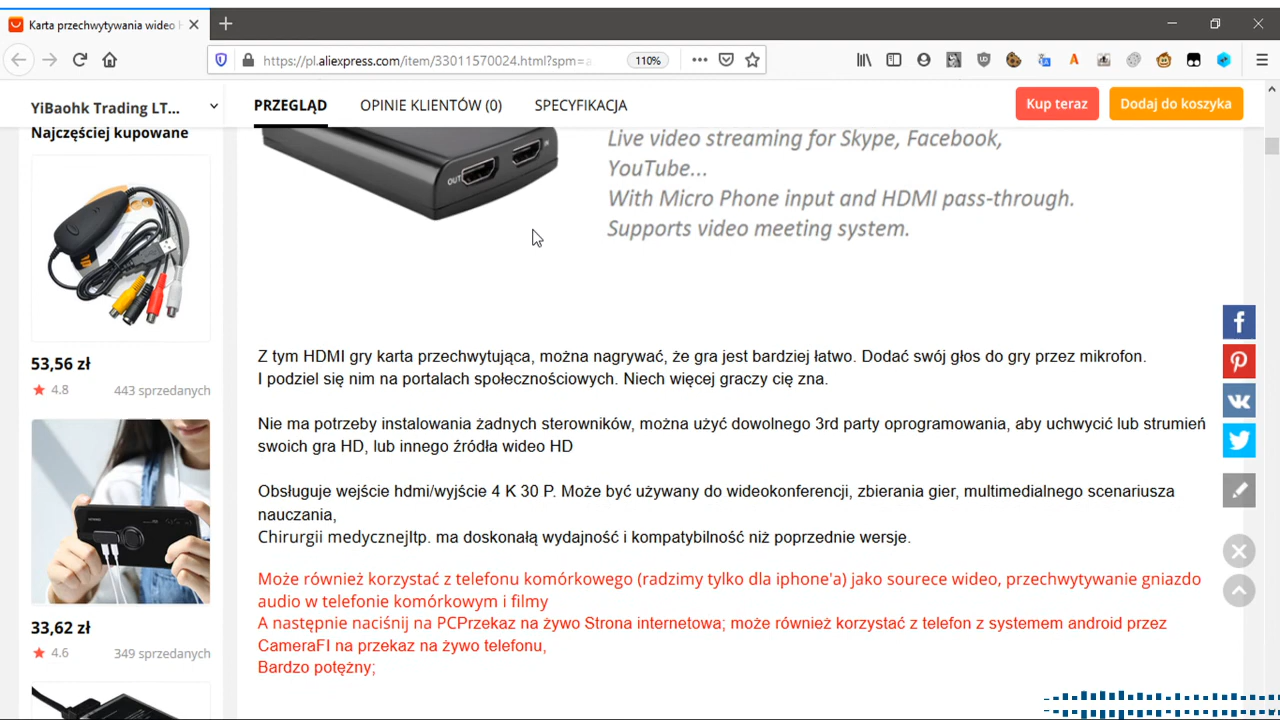 Karta przechwytywania wideo
https://pl.aliexpress.com/item/33011570024.html?spm=a
110%
YiBaohk Trading LT...
PRZEGLĄD
OPINIE KLIENTÓW (0)
SPECYFIKACJA
Kup teraz
Dodaj do koszyka
Najczęściej kupowane
53,56 zł
4.8
443 sprzedanych
33,62 zł
4.6
349 sprzedanych
OUT
IN
Live video streaming for Skype, Facebook,
YouTube...
With Micro Phone input and HDMI pass-through.
Supports video meeting system.
Z tym HDMI gry karta przechwytująca, można nagrywać, że gra jest bardziej łatwo. Dodać swój głos do gry przez mikrofon.
I podziel się nim na portalach społecznościowych. Niech więcej graczy cię zna.
Nie ma potrzeby instalowania żadnych sterowników, można użyć dowolnego 3rd party oprogramowania, aby uchwycić lub strumień
swoich gra HD, lub innego źródła wideo HD
Obsługuje wejście hdmi/wyjście 4 K 30 P. Może być używany do wideokonferencji, zbierania gier, multimedialnego scenariusza
nauczania,
Chirurgii medycznejItp. ma doskonałą wydajność i kompatybilność niż poprzednie wersje.
Może również korzystać z telefonu komórkowego (radzimy tylko dla iphone'a) jako sourece wideo, przechwytywanie gniazdo
audio w telefonie komórkowym i filmy
A następnie naciśnij na PCPrzekaz na żywo Strona internetowa; może również korzystać z telefon z systemem android przez
CameraFI na przekaz na żywo telefonu,
Bardzo potężny;